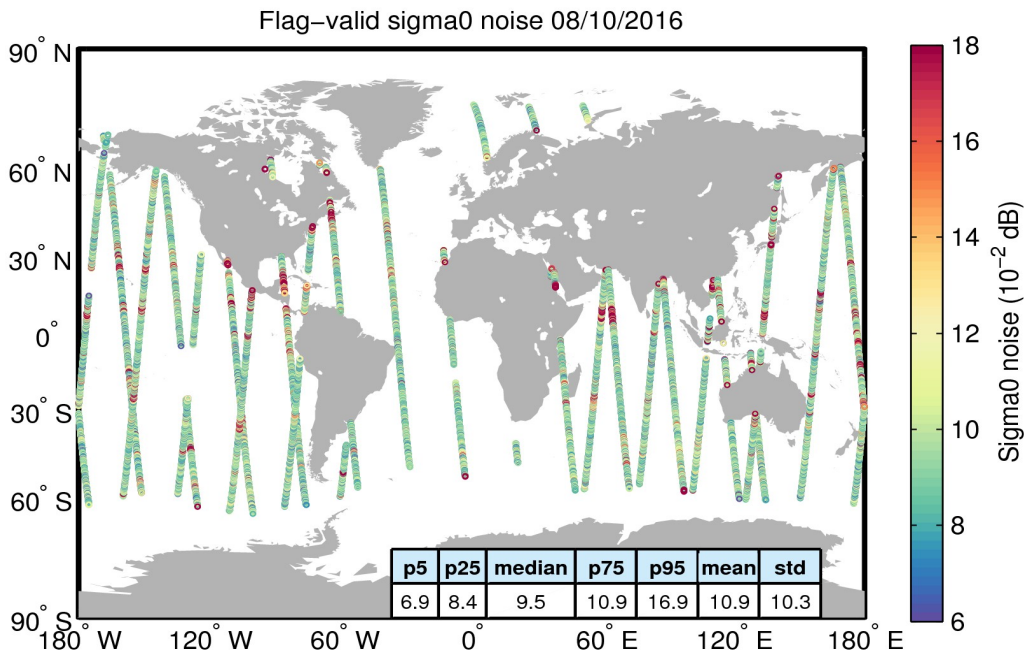 Flag−valid sigma0 noise 08/10/2016
90° N
60° N
30° N
0°
30° S
60° S
90° S
180° W
120° W
60° W
0°
60° E
120° E
180° E
p5 p25 median p75 p95 mean std
6.9 8.4 9.5 10.9 16.9 10.9 10.3
18
16
14
12
10
8
6
Sigma0 noise (10⁻² dB)